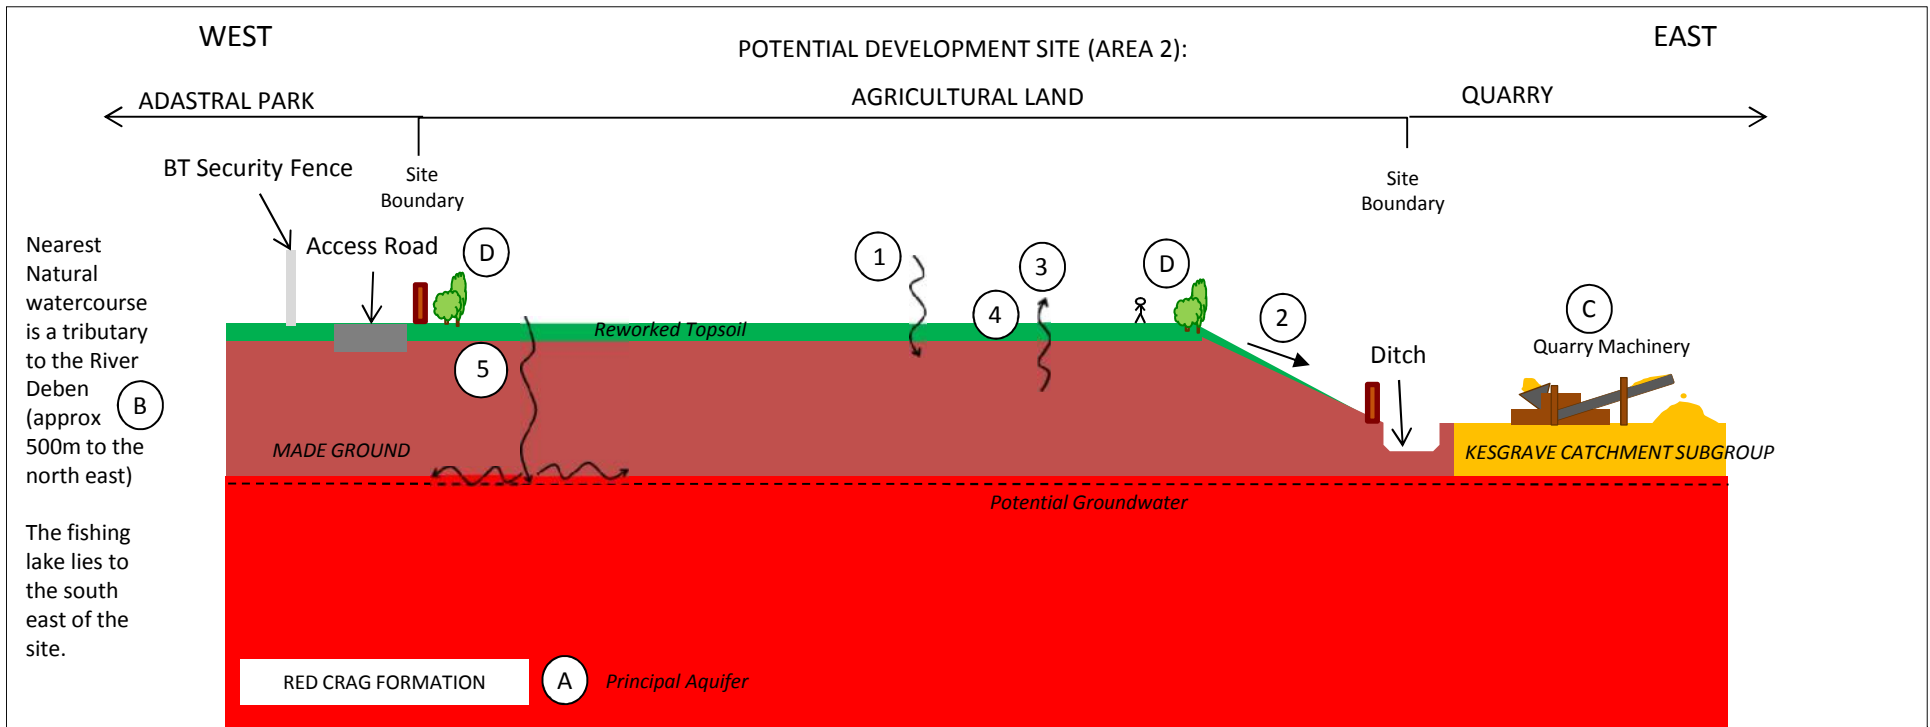 WEST
EAST
POTENTIAL DEVELOPMENT SITE (AREA 2):
ADASTRAL PARK
AGRICULTURAL LAND
QUARRY
BT Security Fence
Site
Boundary
Site
Boundary
Access Road
Nearest
Natural
watercourse
is a tributary
to the River
Deben
(approx
500m to the
north east)
B
The fishing
lake lies to
the south
east of the
site.
D
1
3
D
4
2
C
Quarry Machinery
Ditch
Reworked Topsoil
5
MADE GROUND
KESGRAVE CATCHMENT SUBGROUP
Potential Groundwater
RED CRAG FORMATION
A
Principal Aquifer